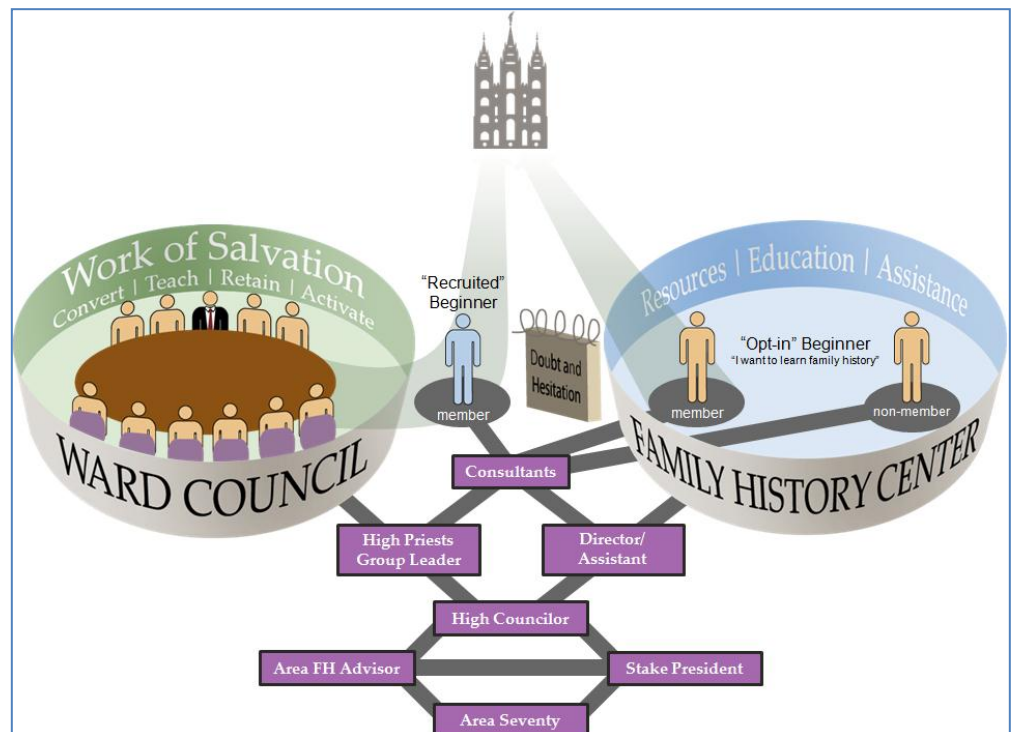 Work of Salvation
Convert | Teach | Retain | Activate
WARD COUNCIL
"Recruited"
Beginner
member
Doubt and
Hesitation
Resources | Education | Assistance
"Opt-in" Beginner
"I want to learn family history"
member
non-member
FAMILY HISTORY CENTER
Consultants
High Priests
Group Leader
Director/
Assistant
High Councilor
Area FH Advisor
Stake President
Area Seventy